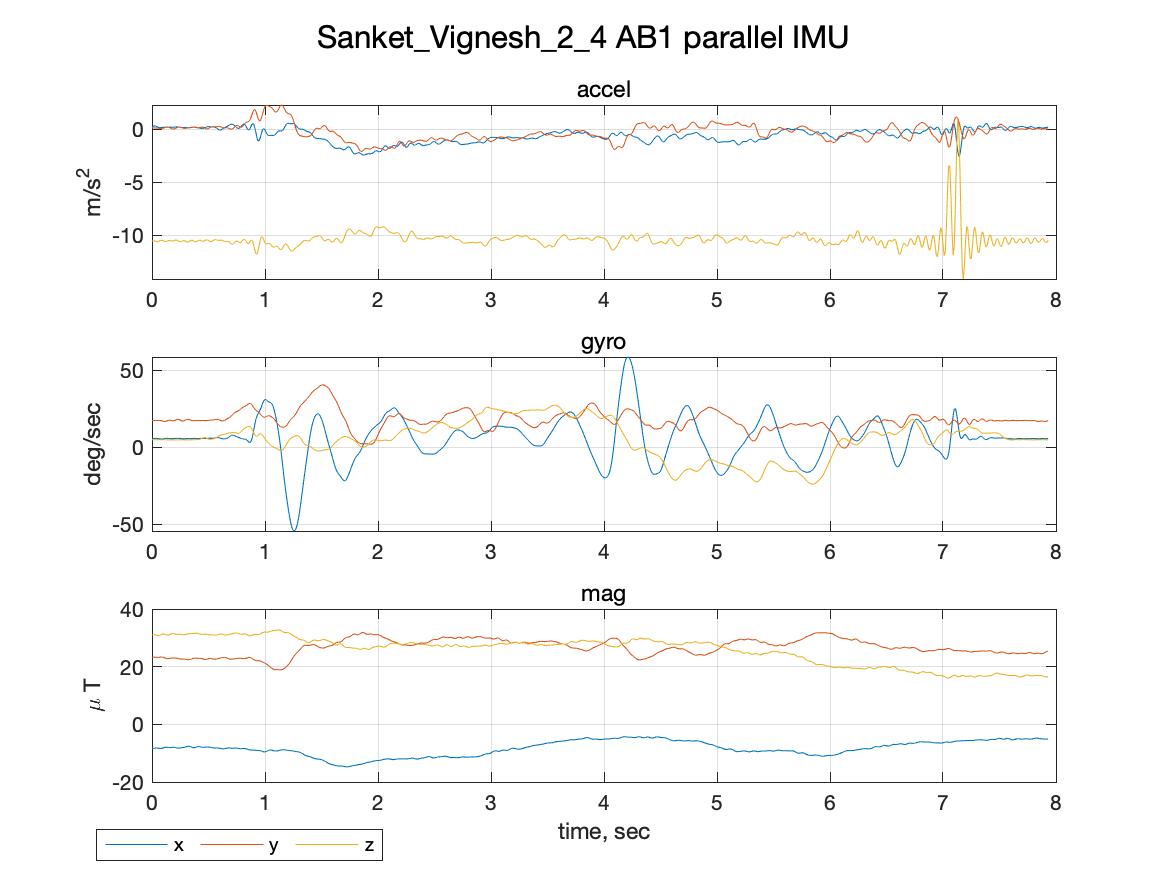 Sanket_Vignesh_2_4 AB1 parallel IMU
accel
m/s2
0
-5
-10
0 1 2 3 4 5 6 7 8
gyro
deg/sec
50
0
-50
0 1 2 3 4 5 6 7 8
mag
μ T
40
20
0
-20
0 1 2 3 4 5 6 7 8
time, sec
x y z